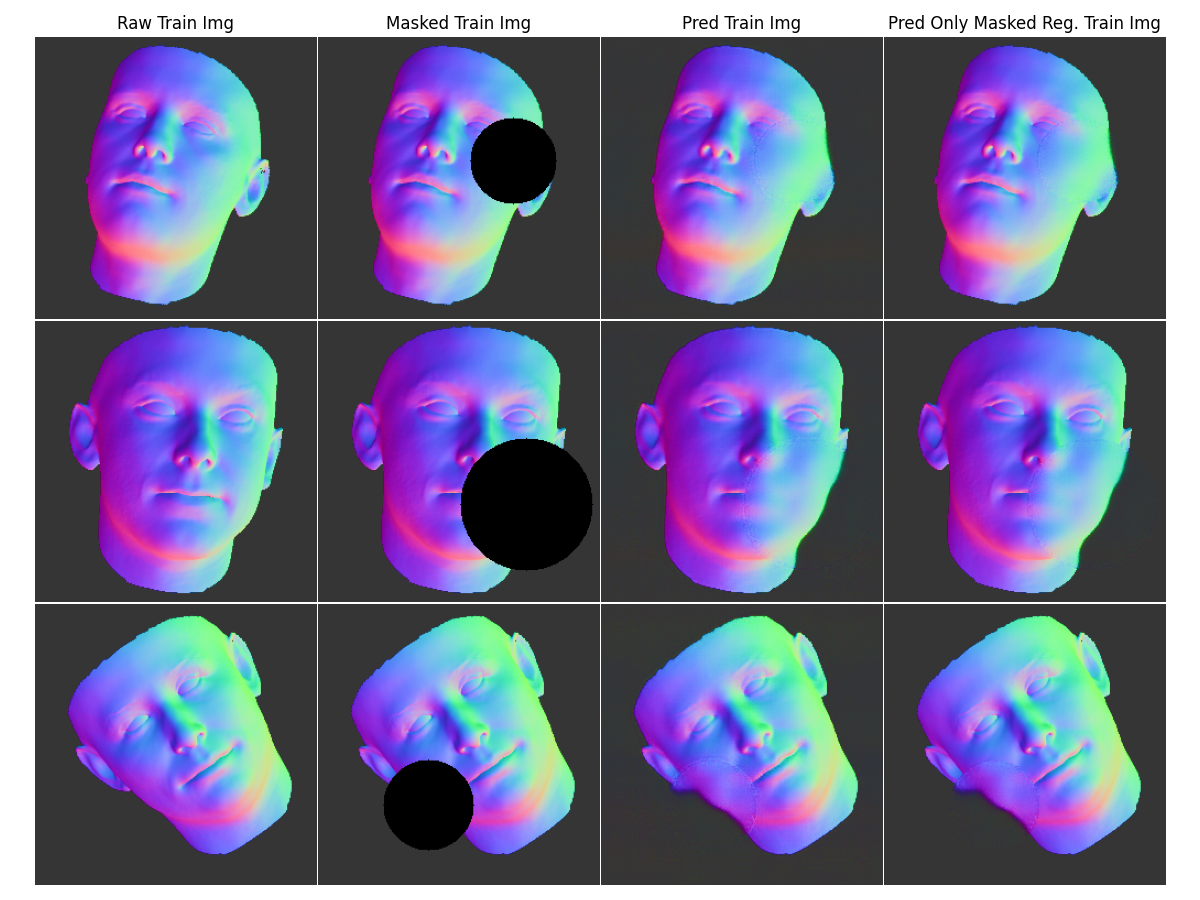 Raw Train Img
Masked Train Img
Pred Train Img
Pred Only Masked Reg. Train Img